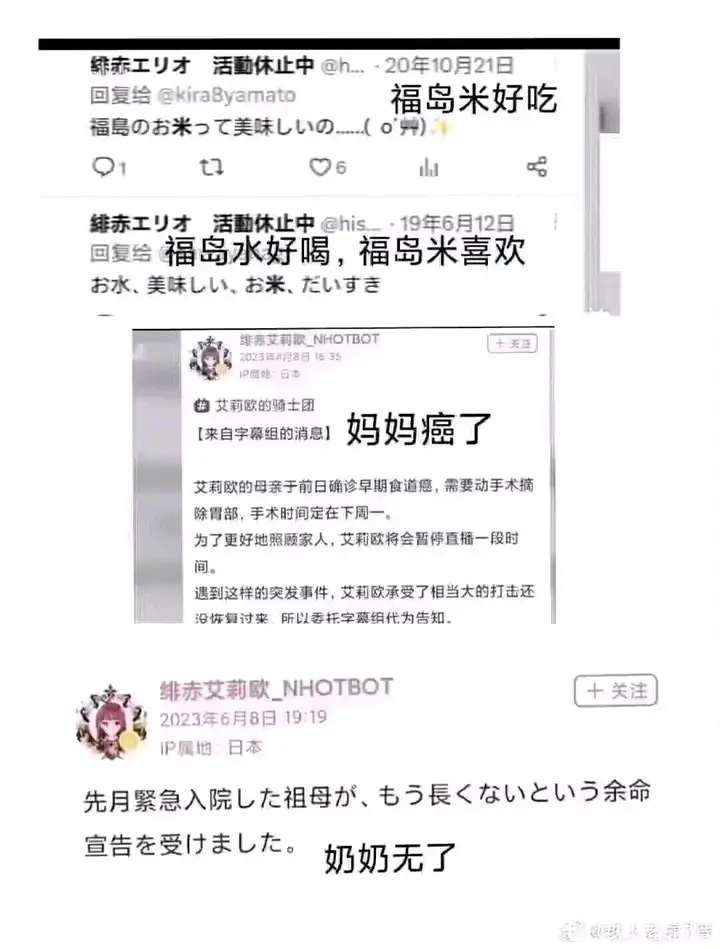 緋赤エリオ 活動休止中 @h... · 20年10月21日
回复给 @kira8yamato
福岛米好吃
福島のお米って美味しいの......( o´艸)✨
1
6
緋赤エリオ 活動休止中 @his... · 19年6月12日
回复给
福岛水好喝，福岛米喜欢
お水、美味しい、お米、だいすき
绯赤艾莉欧_NHOTBOT
+ 关注
IP属地：日本
# 艾莉欧的骑士团
【来自字幕组的消息】
妈妈癌了
艾莉欧的母亲于前日确诊早期食道癌，需要动手术摘
除胃部，手术时间定在下周一。
为了更好地照顾家人，艾莉欧将会暂停直播一段时
间。
遇到这样的突发事件，艾莉欧承受了相当大的打击还
没恢复过来，所以委托字幕组代为告知。
绯赤艾莉欧_NHOTBOT
+ 关注
2023年6月8日 19:19
IP属地：日本
先月緊急入院した祖母が、もう長くないという余命
宣告を受けました。
奶奶无了